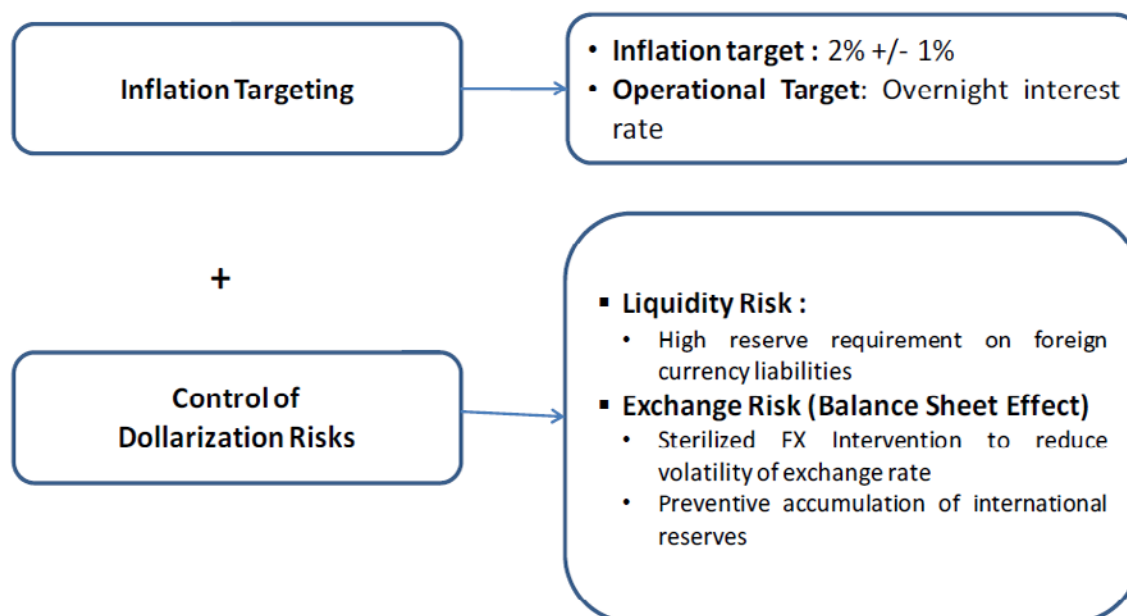 Inflation Targeting
• Inflation target : 2% +/- 1%
• Operational Target: Overnight interest
rate
+
Control of
Dollarization Risks
▪ Liquidity Risk :
• High reserve requirement on foreign
currency liabilities
▪ Exchange Risk (Balance Sheet Effect)
• Sterilized FX Intervention to reduce
volatility of exchange rate
• Preventive accumulation of international
reserves